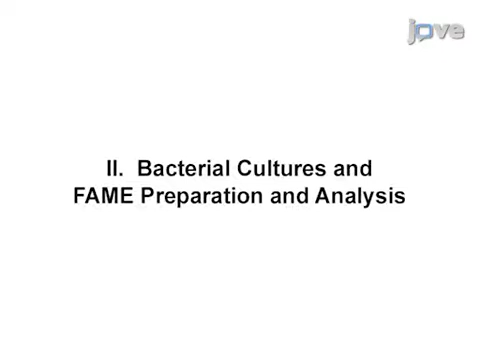 jove
II. Bacterial Cultures and
FAME Preparation and Analysis